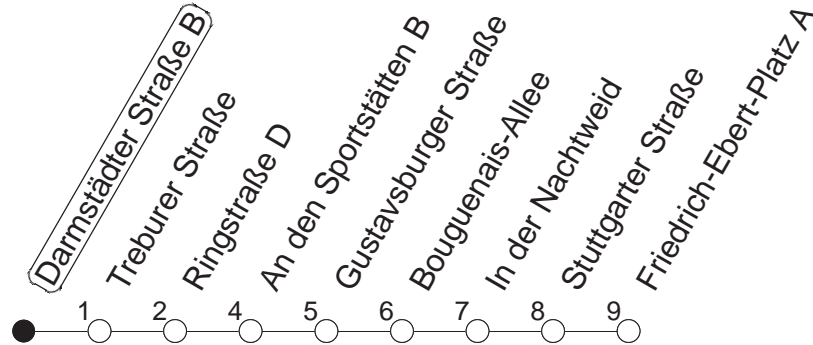 Darmstädter Straße B
Treburer Straße
Ringstraße D
An den Sportstätten B
Gustavsburger Straße
Bouguenais-Allee
In der Nachtweid
Stuttgarter Straße
Friedrich-Ebert-Platz A
1 2 4 5 6 7 8 9